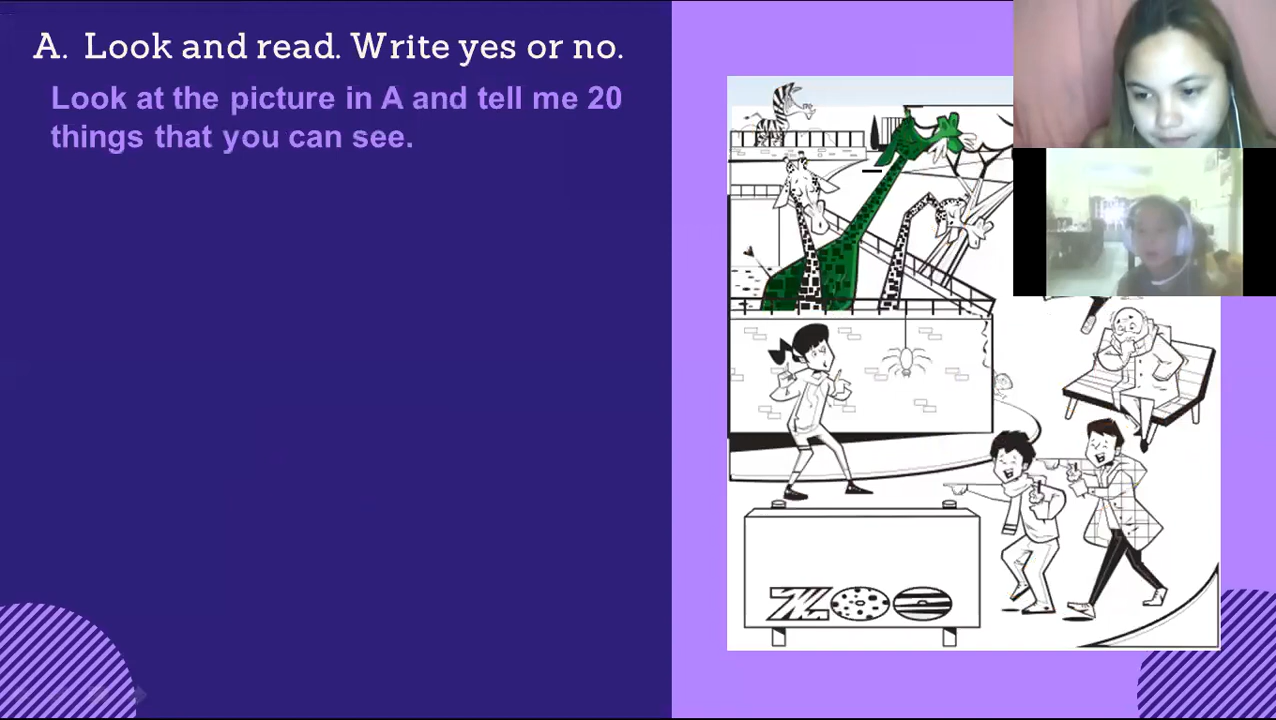 A. Look and read. Write yes or no.
Look at the picture in A and tell me 20
things that you can see.
ZOO